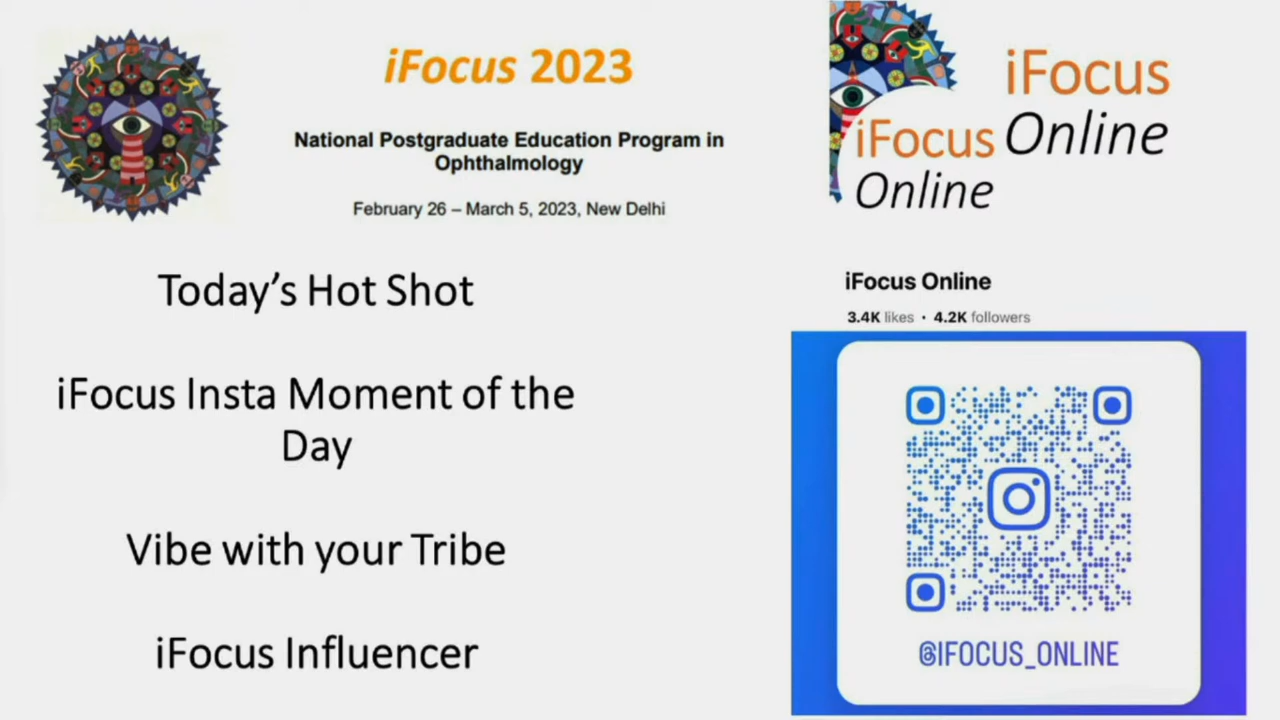 iFocus 2023
National Postgraduate Education Program in
Ophthalmology
February 26 – March 5, 2023, New Delhi
iFocus
Online
iFocus
Online
Today's Hot Shot
iFocus Insta Moment of the
Day
Vibe with your Tribe
iFocus Influencer
iFocus Online
3.4K likes • 4.2K followers
@IFOCUS_ONLINE